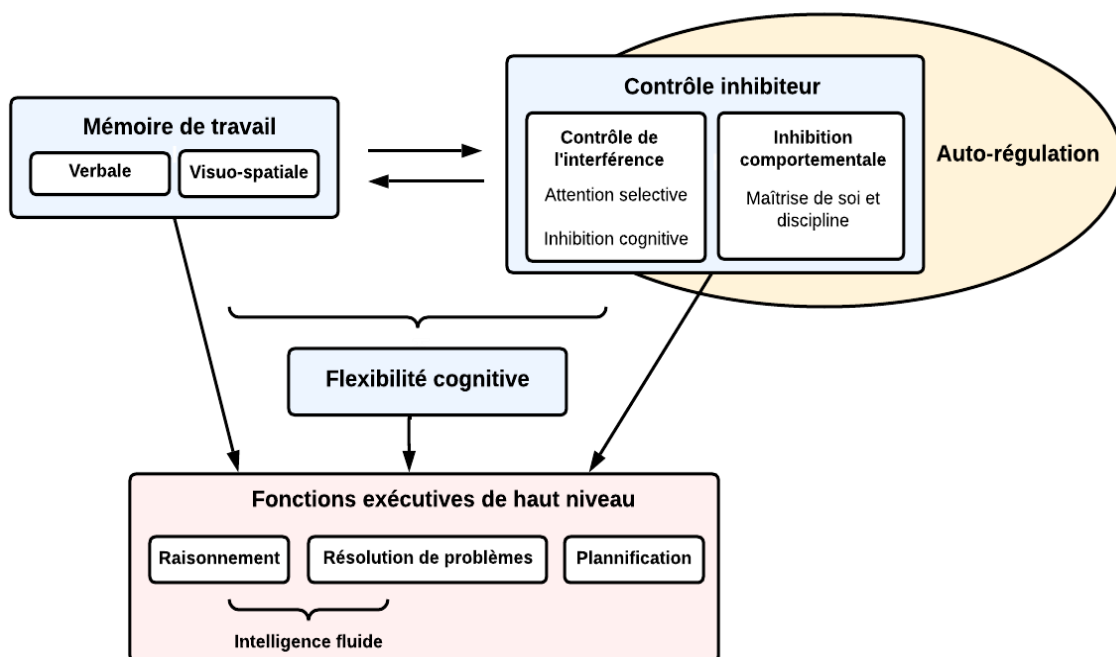 Mémoire de travail
Verbale
Visuo-spatiale
Contrôle inhibiteur
Contrôle de
l'interférence
Attention selective
Inhibition cognitive
Inhibition
comportementale
Maîtrise de soi et
discipline
Auto-régulation
Flexibilité cognitive
Fonctions exécutives de haut niveau
Raisonnement
Résolution de problèmes
Plannification
Intelligence fluide